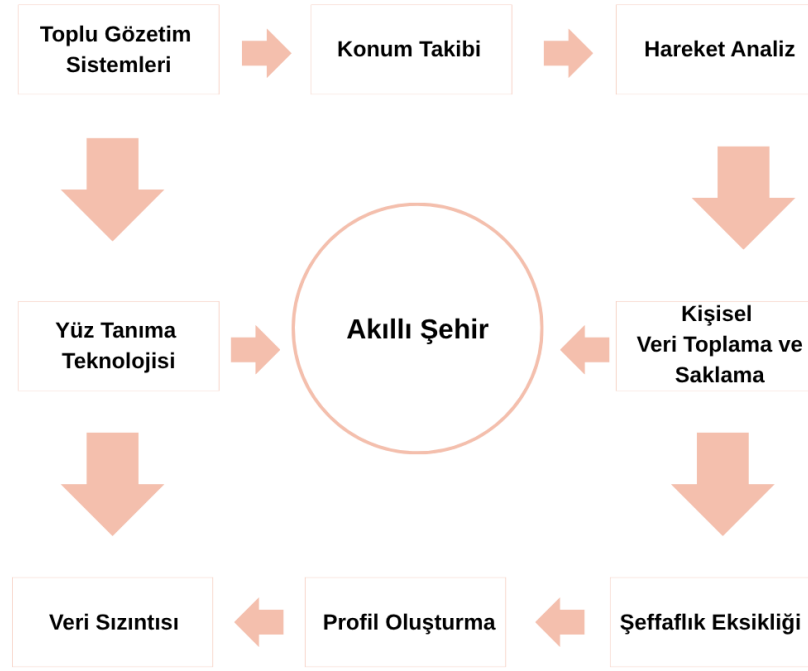 Toplu Gözetim
Sistemleri
Konum Takibi
Hareket Analiz
Yüz Tanıma
Teknolojisi
Akıllı Şehir
Kişisel
Veri Toplama ve
Saklama
Veri Sızıntısı
Profil Oluşturma
Şeffaflık Eksikliği